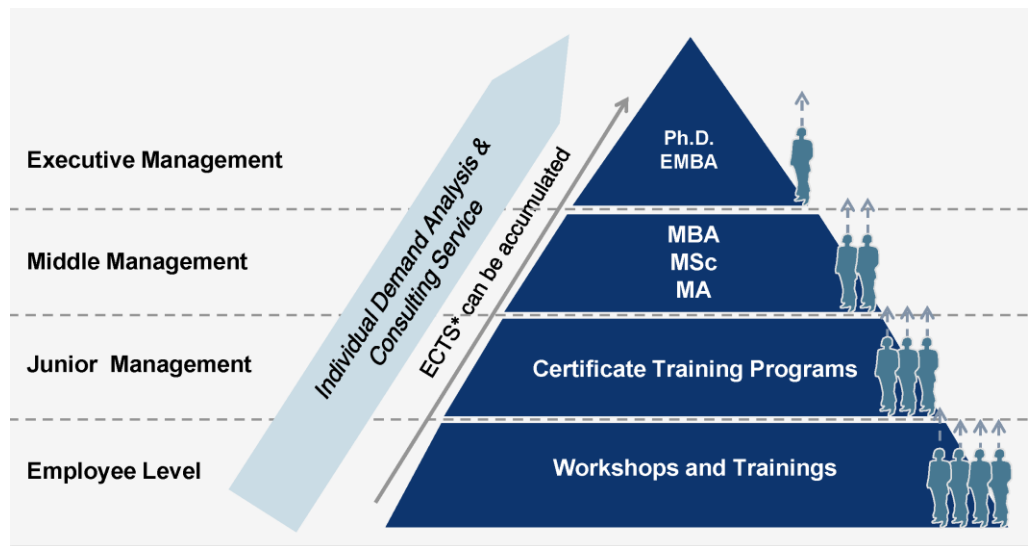 Executive Management
Ph.D.
EMBA
Middle Management
MBA
MSc
MA
Junior Management
Certificate Training Programs
Employee Level
Workshops and Trainings
Individual Demand Analysis &
Consulting Service
ECTS* can be accumulated